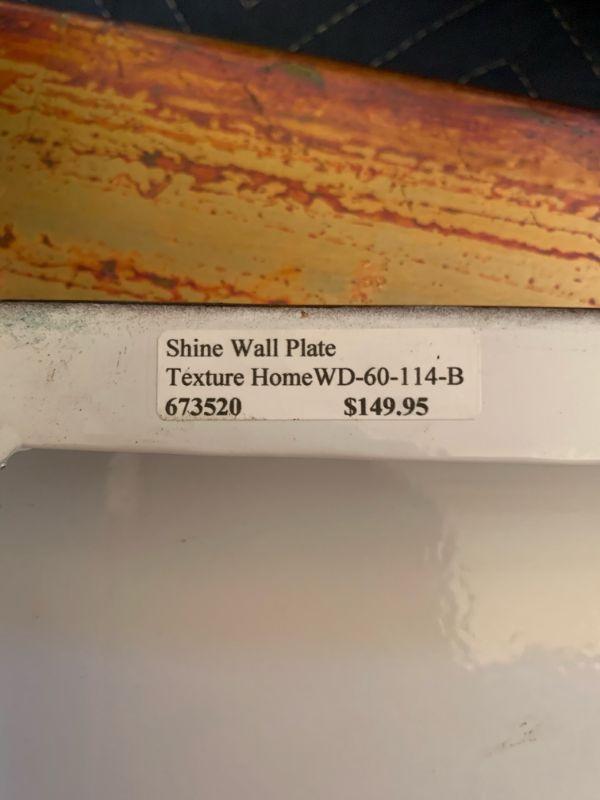 Shine Wall Plate
Texture HomeWD-60-114-B
673520 $149.95